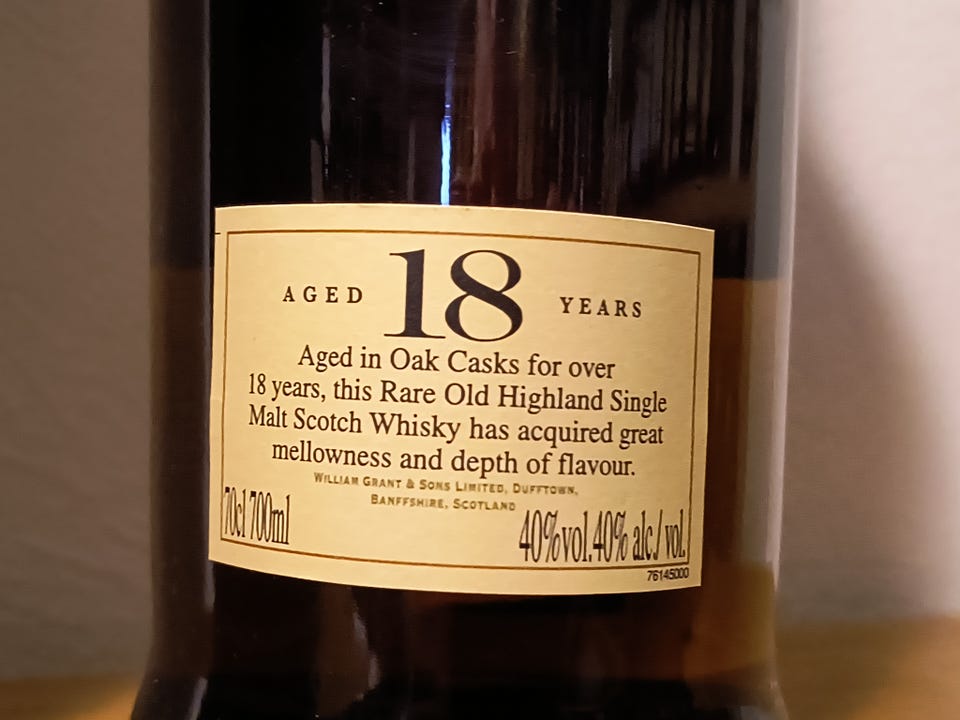 AGED 18 YEARS
Aged in Oak Casks for over
18 years, this Rare Old Highland Single
Malt Scotch Whisky has acquired great
mellowness and depth of flavour.
WILLIAM GRANT & SONS LIMITED, DUFFTOWN,
BANFFSHIRE, SCOTLAND
70cl 700ml 40%vol.40% alc./vol.
76145000